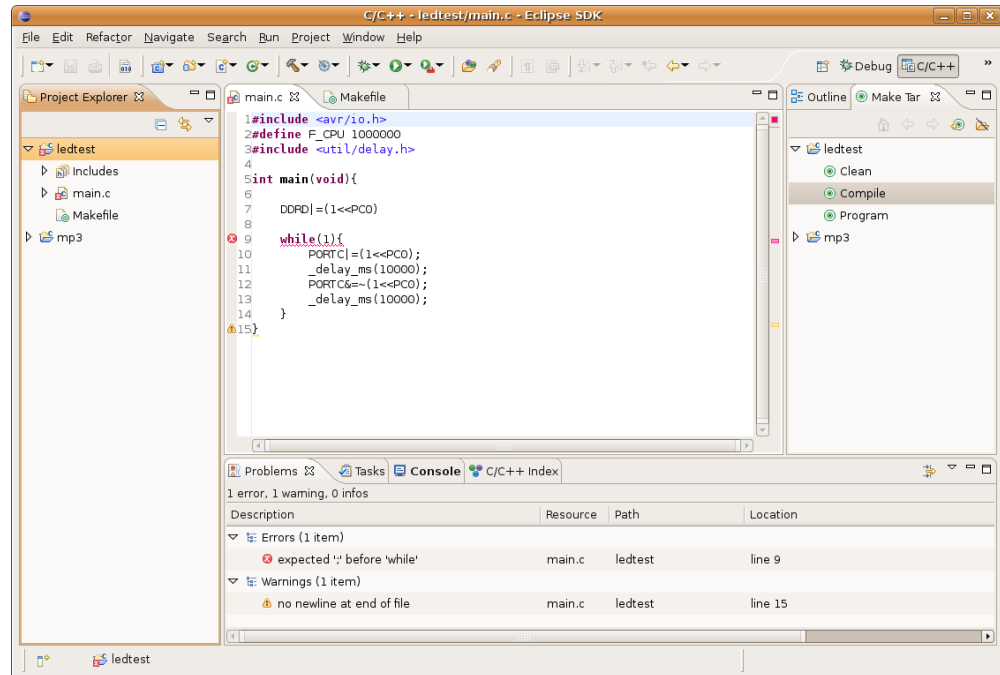 C/C++ - ledtest/main.c - Eclipse SDK
File Edit Refactor Navigate Search Run Project Window Help
Debug C/C++ »
Project Explorer
main.c Makefile
Outline Make Tar
ledtest
Includes
main.c
Makefile
mp3
1 #include <avr/io.h>
2 #define F_CPU 1000000
3 #include <util/delay.h>
4
5 int main(void){
6
7 DDRD|=(1<<PC0)
8
9 while(1){
10 PORTC|=(1<<PC0);
11 _delay_ms(10000);
12 PORTC&=~(1<<PC0);
13 _delay_ms(10000);
14 }
15 }
ledtest
Clean
Compile
Program
mp3
Problems Tasks Console C/C++ Index
1 error, 1 warning, 0 infos
Description Resource Path Location
Errors (1 item)
expected ';' before 'while' main.c ledtest line 9
Warnings (1 item)
no newline at end of file main.c ledtest line 15
ledtest